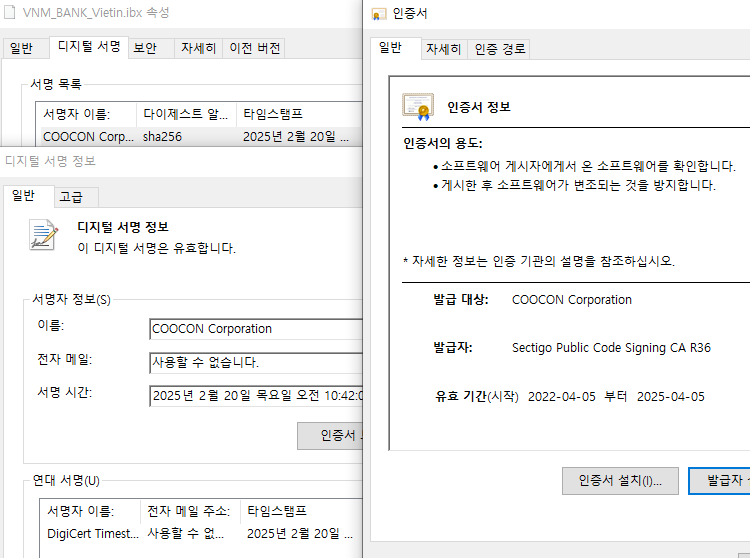 VNM_BANK_Vietin.ibx 속성
일반 디지털 서명 보안 자세히 이전 버전
서명 목록
서명자 이름: 다이제스트 알... 타임스탬프
COOCON Corp... sha256 2025년 2월 20일 ...
디지털 서명 정보
일반 고급
디지털 서명 정보
이 디지털 서명은 유효합니다.
서명자 정보(S)
이름: COOCON Corporation
전자 메일: 사용할 수 없습니다.
서명 시간: 2025년 2월 20일 목요일 오전 10:42:0
인증서
연대 서명(U)
서명자 이름: 전자 메일 주소: 타임스탬프
DigiCert Timest... 사용할 수 없... 2025년 2월 20일 ...
인증서
일반 자세히 인증 경로
인증서 정보
인증서의 용도:
• 소프트웨어 게시자에게서 온 소프트웨어를 확인합니다.
• 게시한 후 소프트웨어가 변조되는 것을 방지합니다.
* 자세한 정보는 인증 기관의 설명을 참조하십시오.
발급 대상: COOCON Corporation
발급자: Sectigo Public Code Signing CA R36
유효 기간(시작) 2022-04-05 부터 2025-04-05
인증서 설치(I)... 발급자